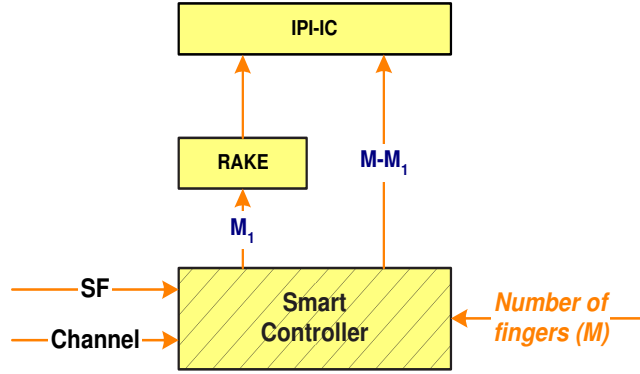 IPI-IC
RAKE
M-M₁
M₁
SF
Channel
Smart
Controller
Number of
fingers (M)